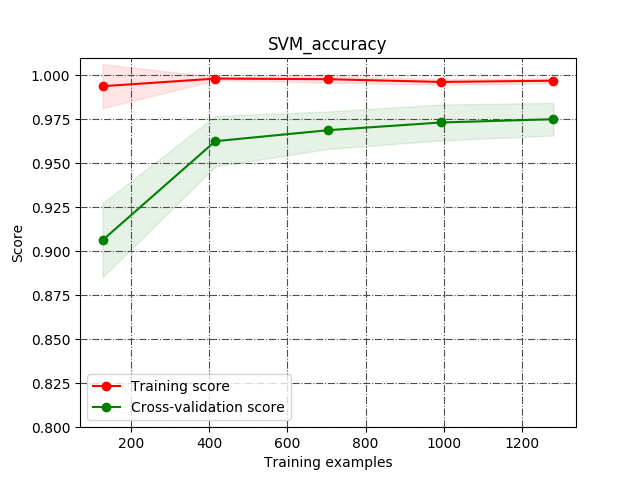 SVM_accuracy
1.000
0.975
0.950
0.925
0.900
0.875
0.850
0.825
0.800
Score
Training score
Cross-validation score
200 400 600 800 1000 1200
Training examples